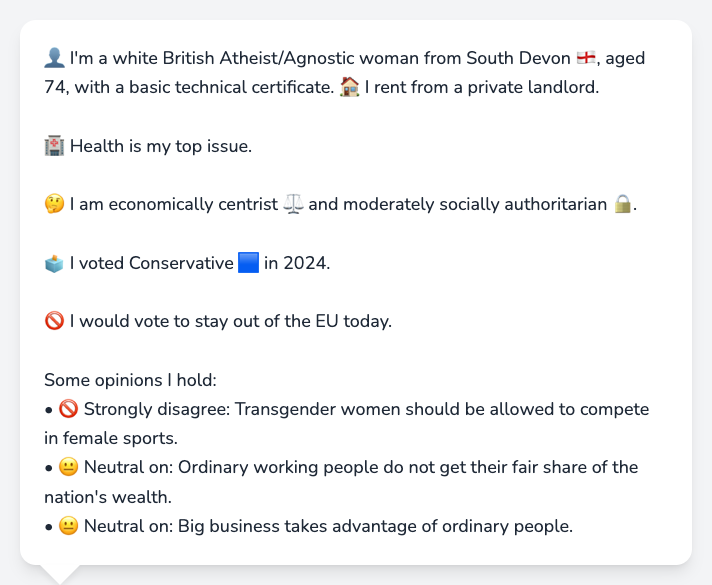 👤 I'm a white British Atheist/Agnostic woman from South Devon 🏴󠁧󠁢󠁥󠁮󠁧󠁿, aged
74, with a basic technical certificate. 🏠 I rent from a private landlord.
🏥 Health is my top issue.
🤔 I am economically centrist ⚖️ and moderately socially authoritarian 🔒.
🗳️ I voted Conservative 🟦 in 2024.
🚫 I would vote to stay out of the EU today.
Some opinions I hold:
• 🚫 Strongly disagree: Transgender women should be allowed to compete
in female sports.
• 😐 Neutral on: Ordinary working people do not get their fair share of the
nation's wealth.
• 😐 Neutral on: Big business takes advantage of ordinary people.